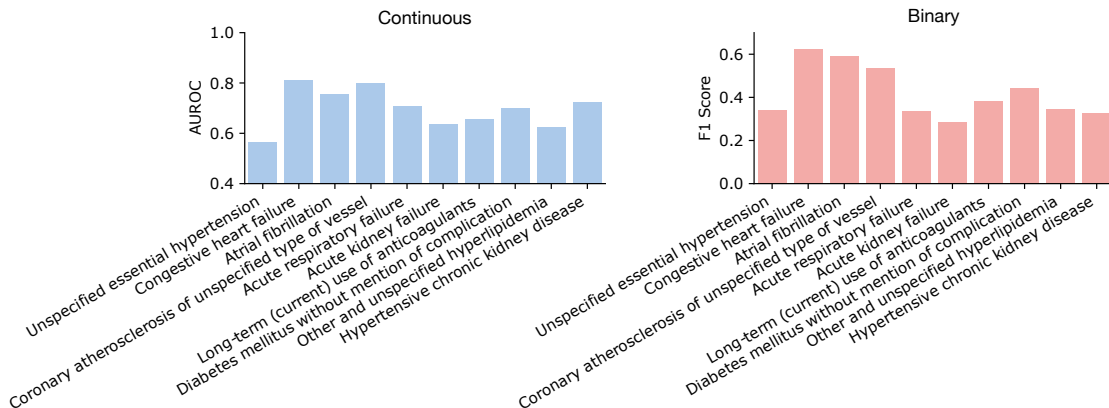 Continuous
AUROC
1.0
0.8
0.6
0.4
Unspecified essential hypertension
Congestive heart failure
Atrial fibrillation
Coronary atherosclerosis of unspecified type of vessel
Acute respiratory failure
Acute kidney failure
Long-term (current) use of anticoagulants
Diabetes mellitus without mention of complication
Other and unspecified hyperlipidemia
Hypertensive chronic kidney disease
Binary
F1 Score
0.6
0.4
0.2
0.0
Unspecified essential hypertension
Congestive heart failure
Atrial fibrillation
Coronary atherosclerosis of unspecified type of vessel
Acute respiratory failure
Acute kidney failure
Long-term (current) use of anticoagulants
Diabetes mellitus without mention of complication
Other and unspecified hyperlipidemia
Hypertensive chronic kidney disease